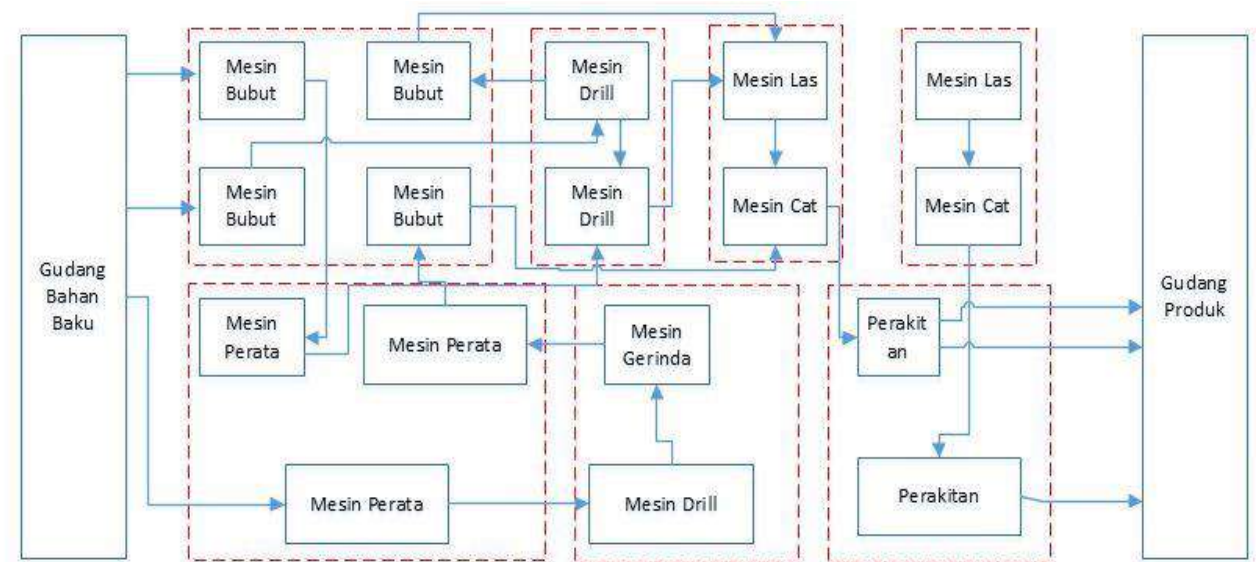 Gudang
Bahan
Baku
Mesin
Bubut
Mesin
Bubut
Mesin
Drill
Mesin Las
Mesin Las
Mesin
Bubut
Mesin
Bubut
Mesin
Drill
Mesin Cat
Mesin Cat
Mesin
Perata
Mesin Perata
Mesin
Gerinda
Perakit
an
Mesin Perata
Mesin Drill
Perakitan
Gudang
Produk